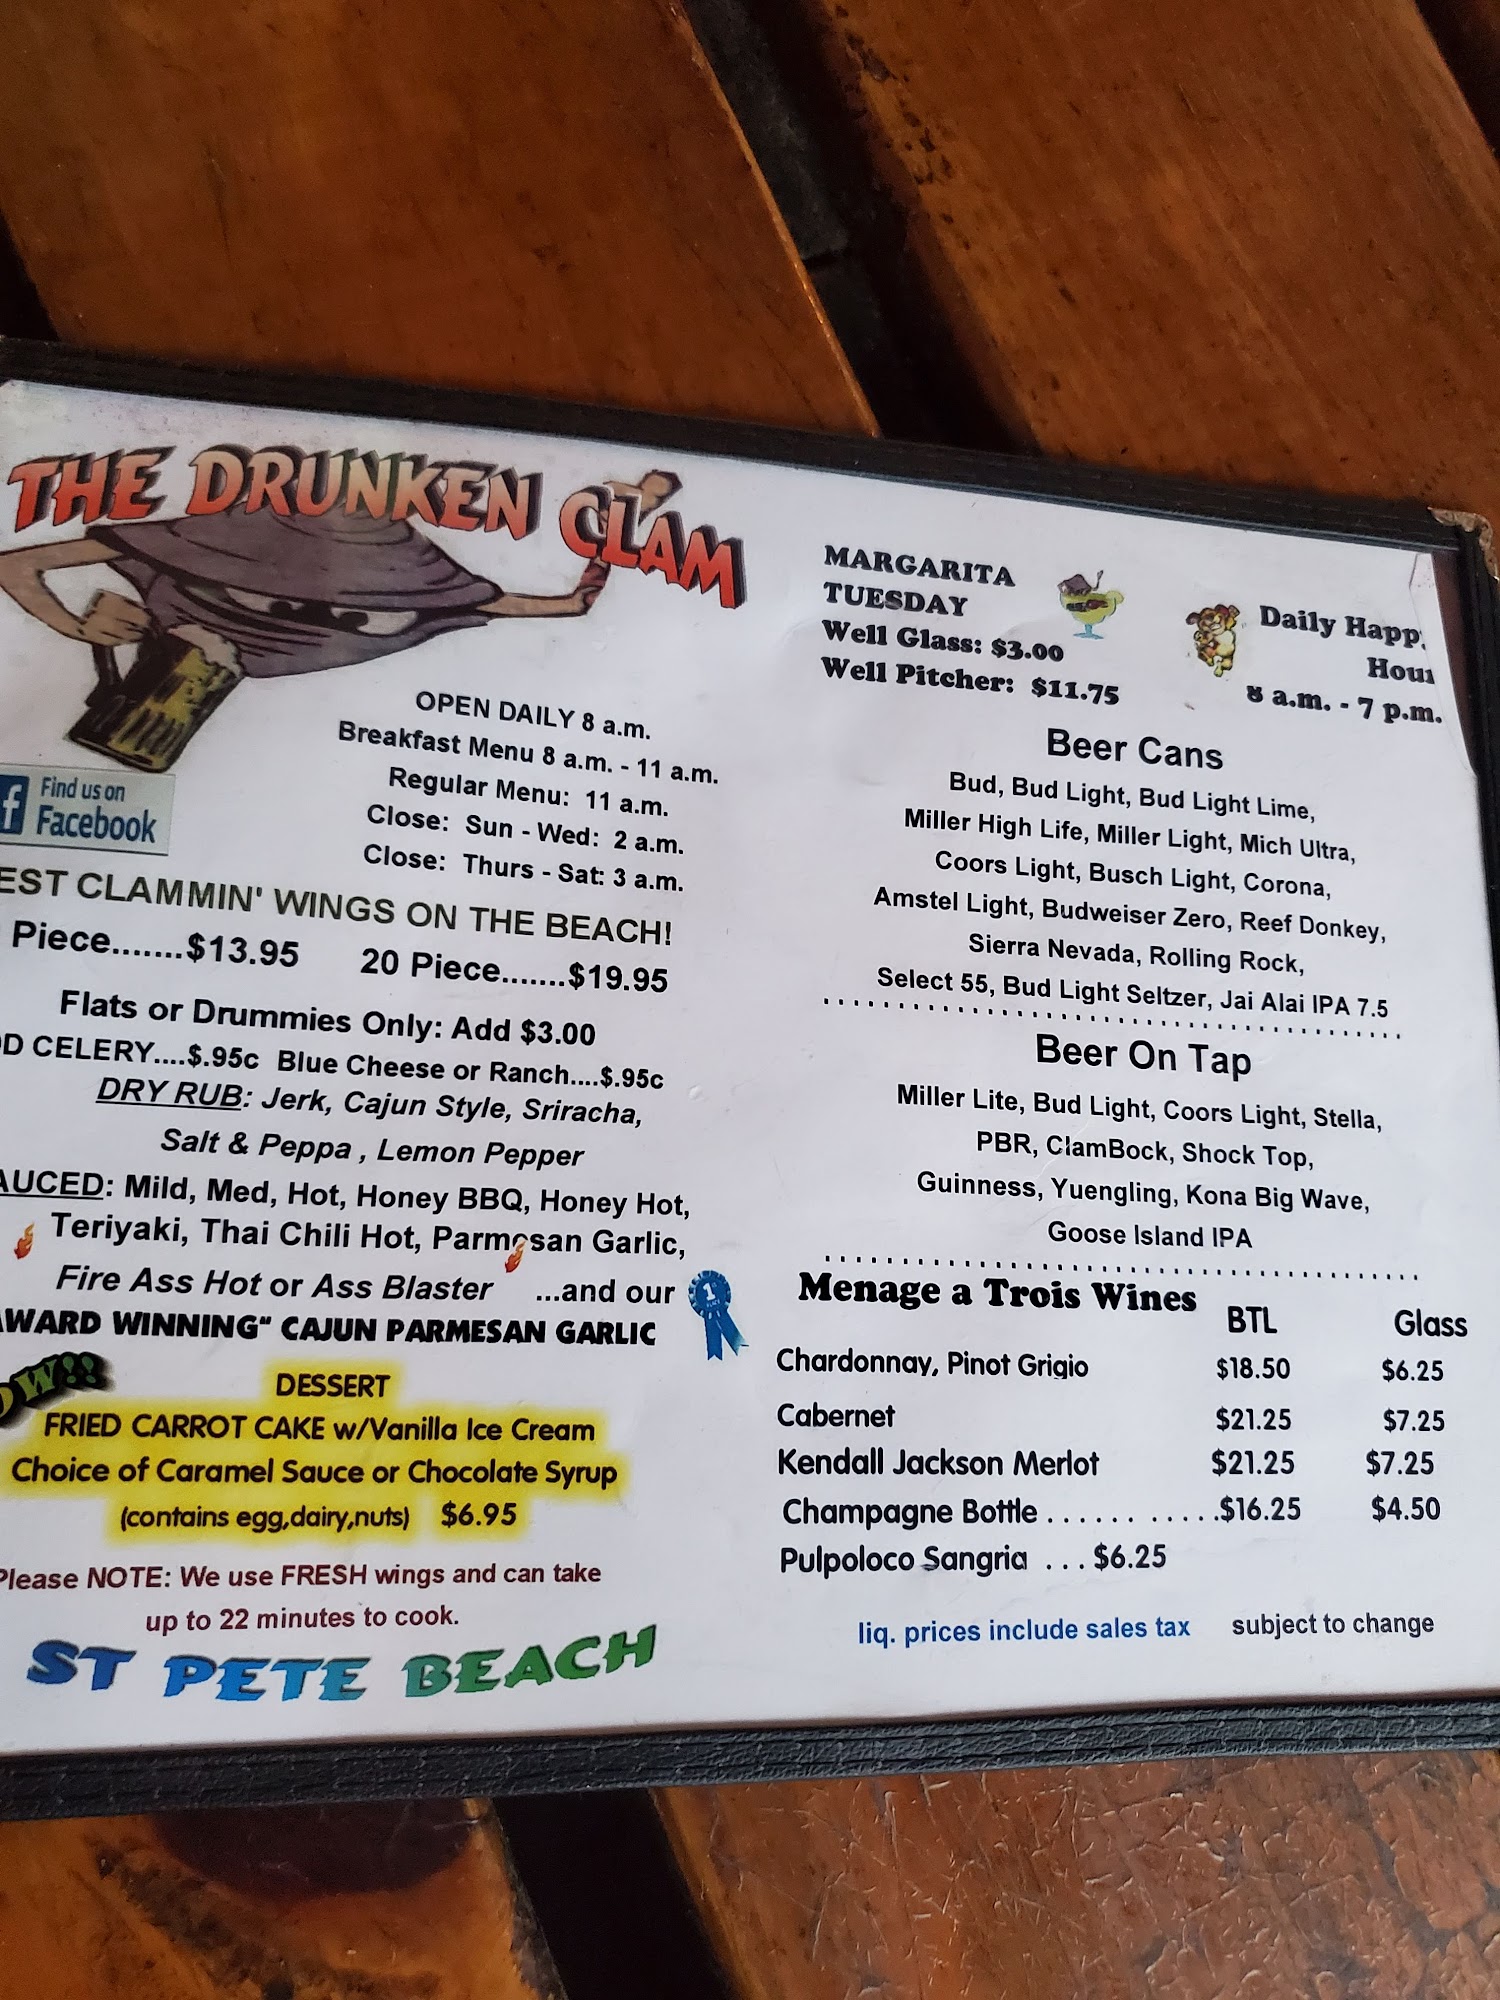 THE DRUNKEN CLAM
OPEN DAILY 8 a.m.
Breakfast Menu 8 a.m. - 11 a.m.
Regular Menu: 11 a.m.
Close: Sun - Wed: 2 a.m.
Close: Thurs - Sat: 3 a.m.
f Find us on
Facebook
EST CLAMMIN' WINGS ON THE BEACH!
Piece.......$13.95 20 Piece.......$19.95
Flats or Drummies Only: Add $3.00
D CELERY....$.95c Blue Cheese or Ranch....$.95c
DRY RUB: Jerk, Cajun Style, Sriracha,
Salt & Peppa , Lemon Pepper
AUCED: Mild, Med, Hot, Honey BBQ, Honey Hot,
Teriyaki, Thai Chili Hot, Parmesan Garlic,
Fire Ass Hot or Ass Blaster ...and our
AWARD WINNING" CAJUN PARMESAN GARLIC
1st
OW!!
DESSERT
FRIED CARROT CAKE w/Vanilla Ice Cream
Choice of Caramel Sauce or Chocolate Syrup
(contains egg,dairy,nuts) $6.95
Please NOTE: We use FRESH wings and can take
up to 22 minutes to cook.
ST PETE BEACH
MARGARITA
TUESDAY
Well Glass: $3.00
Well Pitcher: $11.75
Daily Happ
Hour
8 a.m. - 7 p.m.
Beer Cans
Bud, Bud Light, Bud Light Lime,
Miller High Life, Miller Light, Mich Ultra,
Coors Light, Busch Light, Corona,
Amstel Light, Budweiser Zero, Reef Donkey,
Sierra Nevada, Rolling Rock,
Select 55, Bud Light Seltzer, Jai Alai IPA 7.5
Beer On Tap
Miller Lite, Bud Light, Coors Light, Stella,
PBR, ClamBock, Shock Top,
Guinness, Yuengling, Kona Big Wave,
Goose Island IPA
Menage a Trois Wines BTL Glass
Chardonnay, Pinot Grigio $18.50 $6.25
Cabernet $21.25 $7.25
Kendall Jackson Merlot $21.25 $7.25
Champagne Bottle . . . . . . . . . . .$16.25 $4.50
Pulpoloco Sangria . . . $6.25
liq. prices include sales tax subject to change